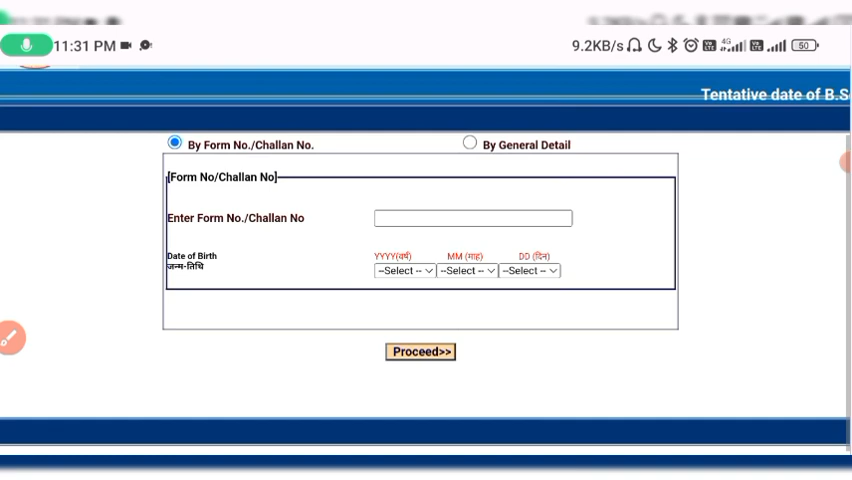 11:31 PM 9.2KB/s 4G 50
Tentative date of B.S
By Form No./Challan No. By General Detail
[Form No/Challan No]
Enter Form No./Challan No
Date of Birth YYYY(वर्ष) MM (माह) DD (दिन)
जन्म-तिथि --Select -- --Select -- --Select --
Proceed>>